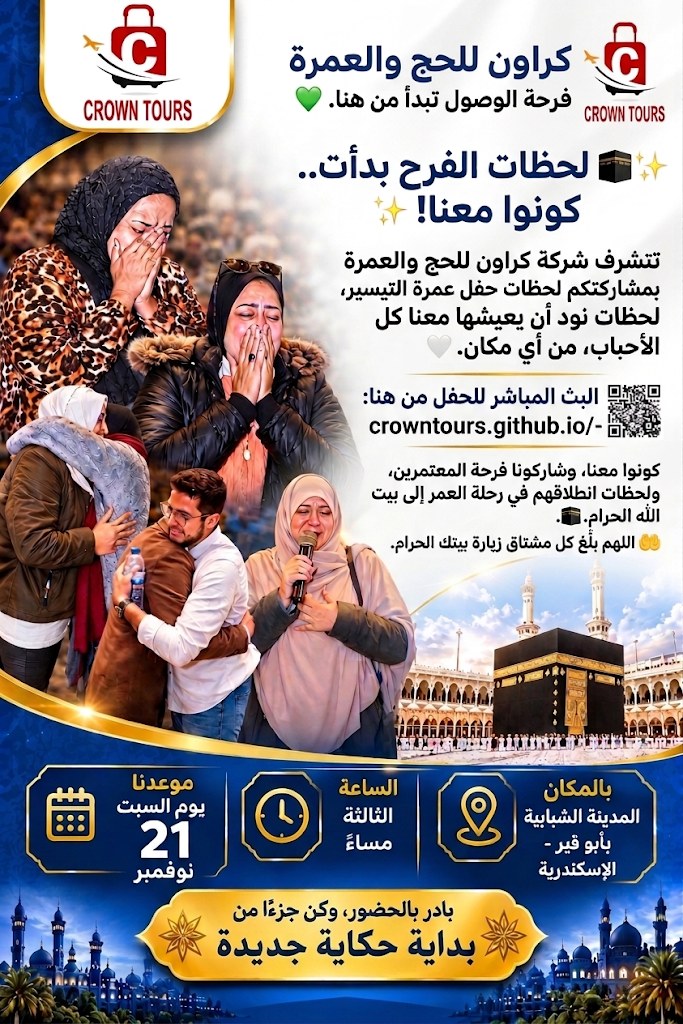 CROWN TOURS
كراون للحج والعمرة
فرحة الوصول تبدأ من هنا. 💚
CROWN TOURS
✨🕋 لحظات الفرح بدأت..
كونوا معنا! ✨
تتشرف شركة كراون للحج والعمرة
بمشاركتكم لحظات حفل عمرة التيسير،
لحظات نود أن يعيشها معنا كل
الأحباب، من أي مكان. 🤍
البث المباشر للحفل من هنا:
crowntours.github.io/-
كونوا معنا، وشاركونا فرحة المعتمرين،
ولحظات انطلاقهم في رحلة العمر إلى بيت
الله الحرام.🕋.
🤲 اللهم بلّغ كل مشتاق زيارة بيتك الحرام.
بالمكان
المدينة الشبابية
بأبو قير -
الإسكندرية
الساعة
الثالثة
مساءً
موعدنا
يوم السبت
21
نوفمبر
بادر بالحضور، وكن جزءًا من
بداية حكاية جديدة